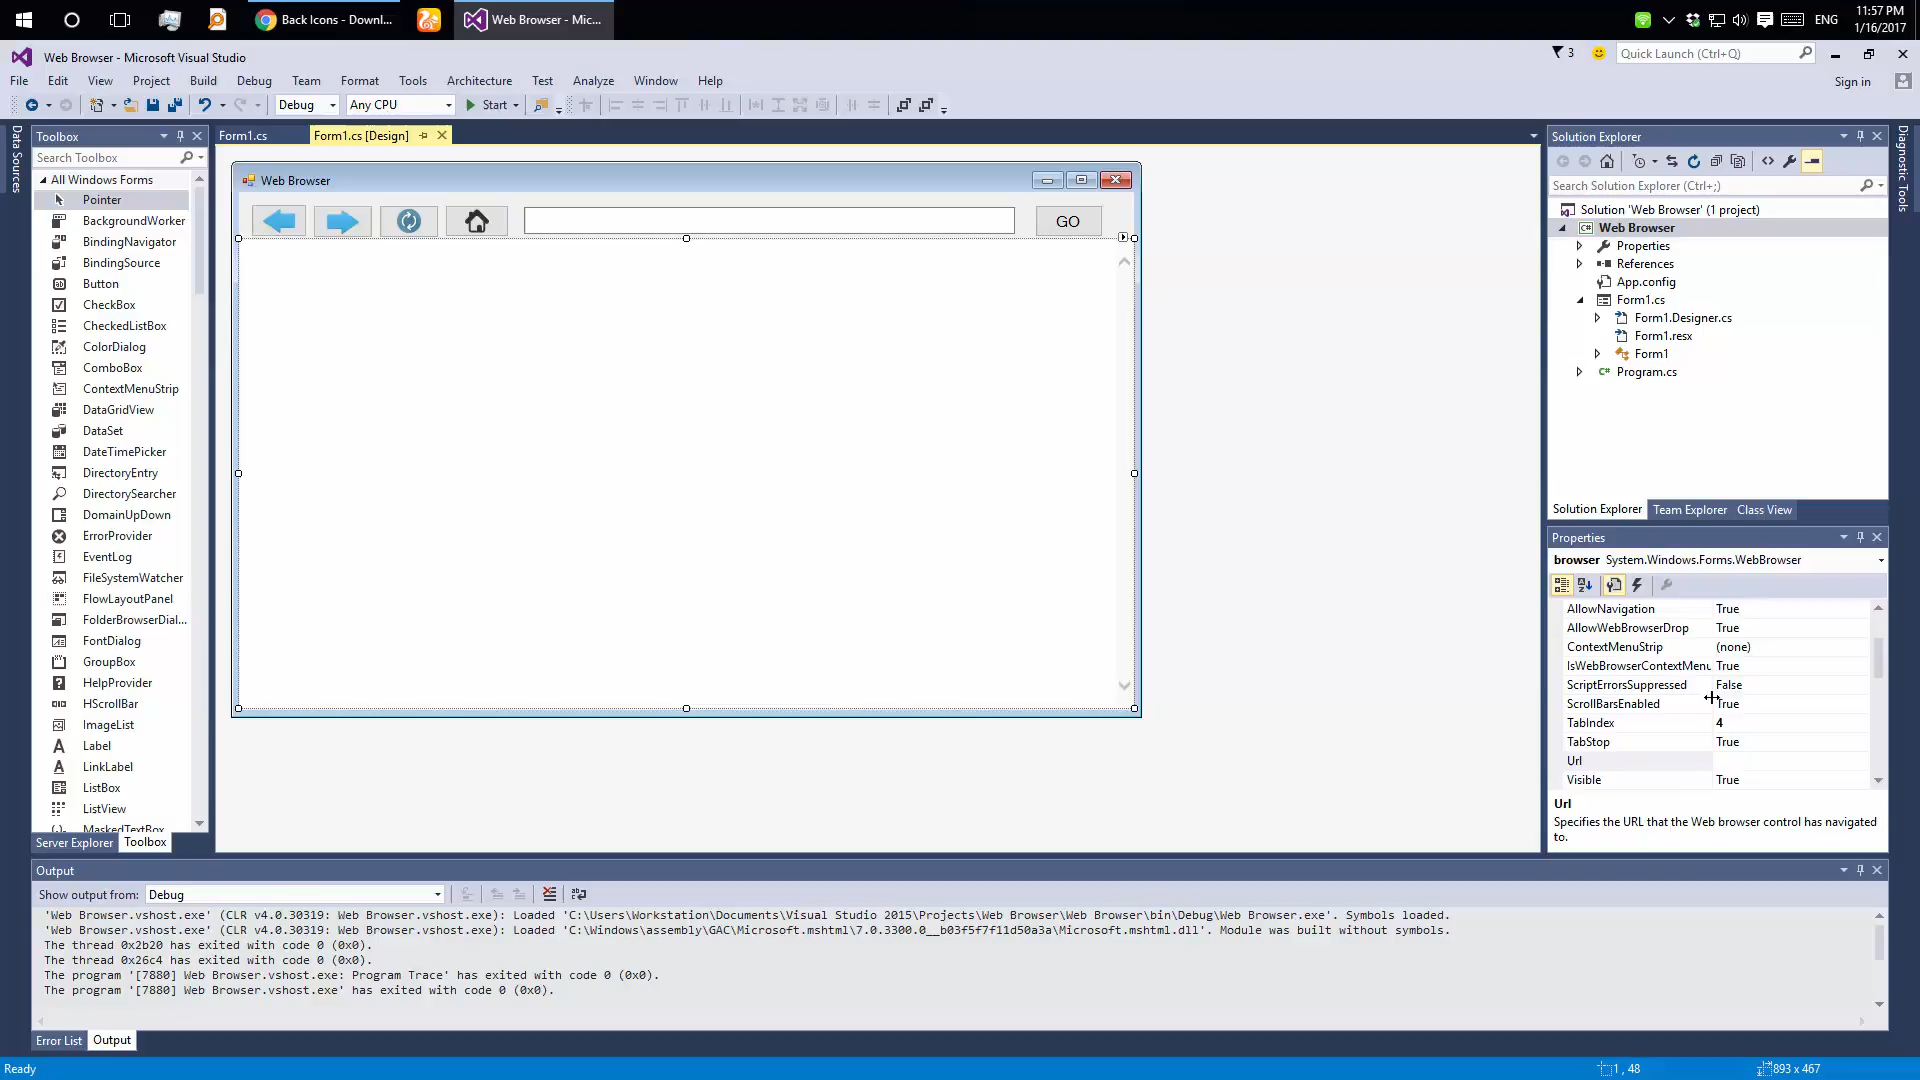 Back Icons - Downl...
Web Browser - Mic...
ENG
11:57 PM
1/16/2017
Web Browser - Microsoft Visual Studio
3
Quick Launch (Ctrl+Q)
File Edit View Project Build Debug Team Format Tools Architecture Test Analyze Window Help
Sign in
Debug
Any CPU
Start
Data Sources
Toolbox
Search Toolbox
All Windows Forms
Pointer
BackgroundWorker
BindingNavigator
BindingSource
Button
CheckBox
CheckedListBox
ColorDialog
ComboBox
ContextMenuStrip
DataGridView
DataSet
DateTimePicker
DirectoryEntry
DirectorySearcher
DomainUpDown
ErrorProvider
EventLog
FileSystemWatcher
FlowLayoutPanel
FolderBrowserDial...
FontDialog
GroupBox
HelpProvider
HScrollBar
ImageList
Label
LinkLabel
ListBox
ListView
MaskedTextBox
Server Explorer
Toolbox
Form1.cs
Form1.cs [Design]
Web Browser
GO
Solution Explorer
Search Solution Explorer (Ctrl+;)
Solution 'Web Browser' (1 project)
C# Web Browser
Properties
References
App.config
Form1.cs
Form1.Designer.cs
Form1.resx
Form1
C# Program.cs
Solution Explorer
Team Explorer
Class View
Diagnostic Tools
Properties
browser System.Windows.Forms.WebBrowser
AllowNavigation True
AllowWebBrowserDrop True
ContextMenuStrip (none)
IsWebBrowserContextMenu True
ScriptErrorsSuppressed False
ScrollBarsEnabled True
TabIndex 4
TabStop True
Url
Visible True
Url
Specifies the URL that the Web browser control has navigated
to.
Output
Show output from: Debug
'Web Browser.vshost.exe' (CLR v4.0.30319: Web Browser.vshost.exe): Loaded 'C:\Users\Workstation\Documents\Visual Studio 2015\Projects\Web Browser\Web Browser\bin\Debug\Web Browser.exe'. Symbols loaded.
'Web Browser.vshost.exe' (CLR v4.0.30319: Web Browser.vshost.exe): Loaded 'C:\Windows\assembly\GAC\Microsoft.mshtml\7.0.3300.0__b03f5f7f11d50a3a\Microsoft.mshtml.dll'. Module was built without symbols.
The thread 0x2b20 has exited with code 0 (0x0).
The thread 0x26c4 has exited with code 0 (0x0).
The program '[7880] Web Browser.vshost.exe: Program Trace' has exited with code 0 (0x0).
The program '[7880] Web Browser.vshost.exe' has exited with code 0 (0x0).
Error List
Output
Ready
1 , 48
893 x 467